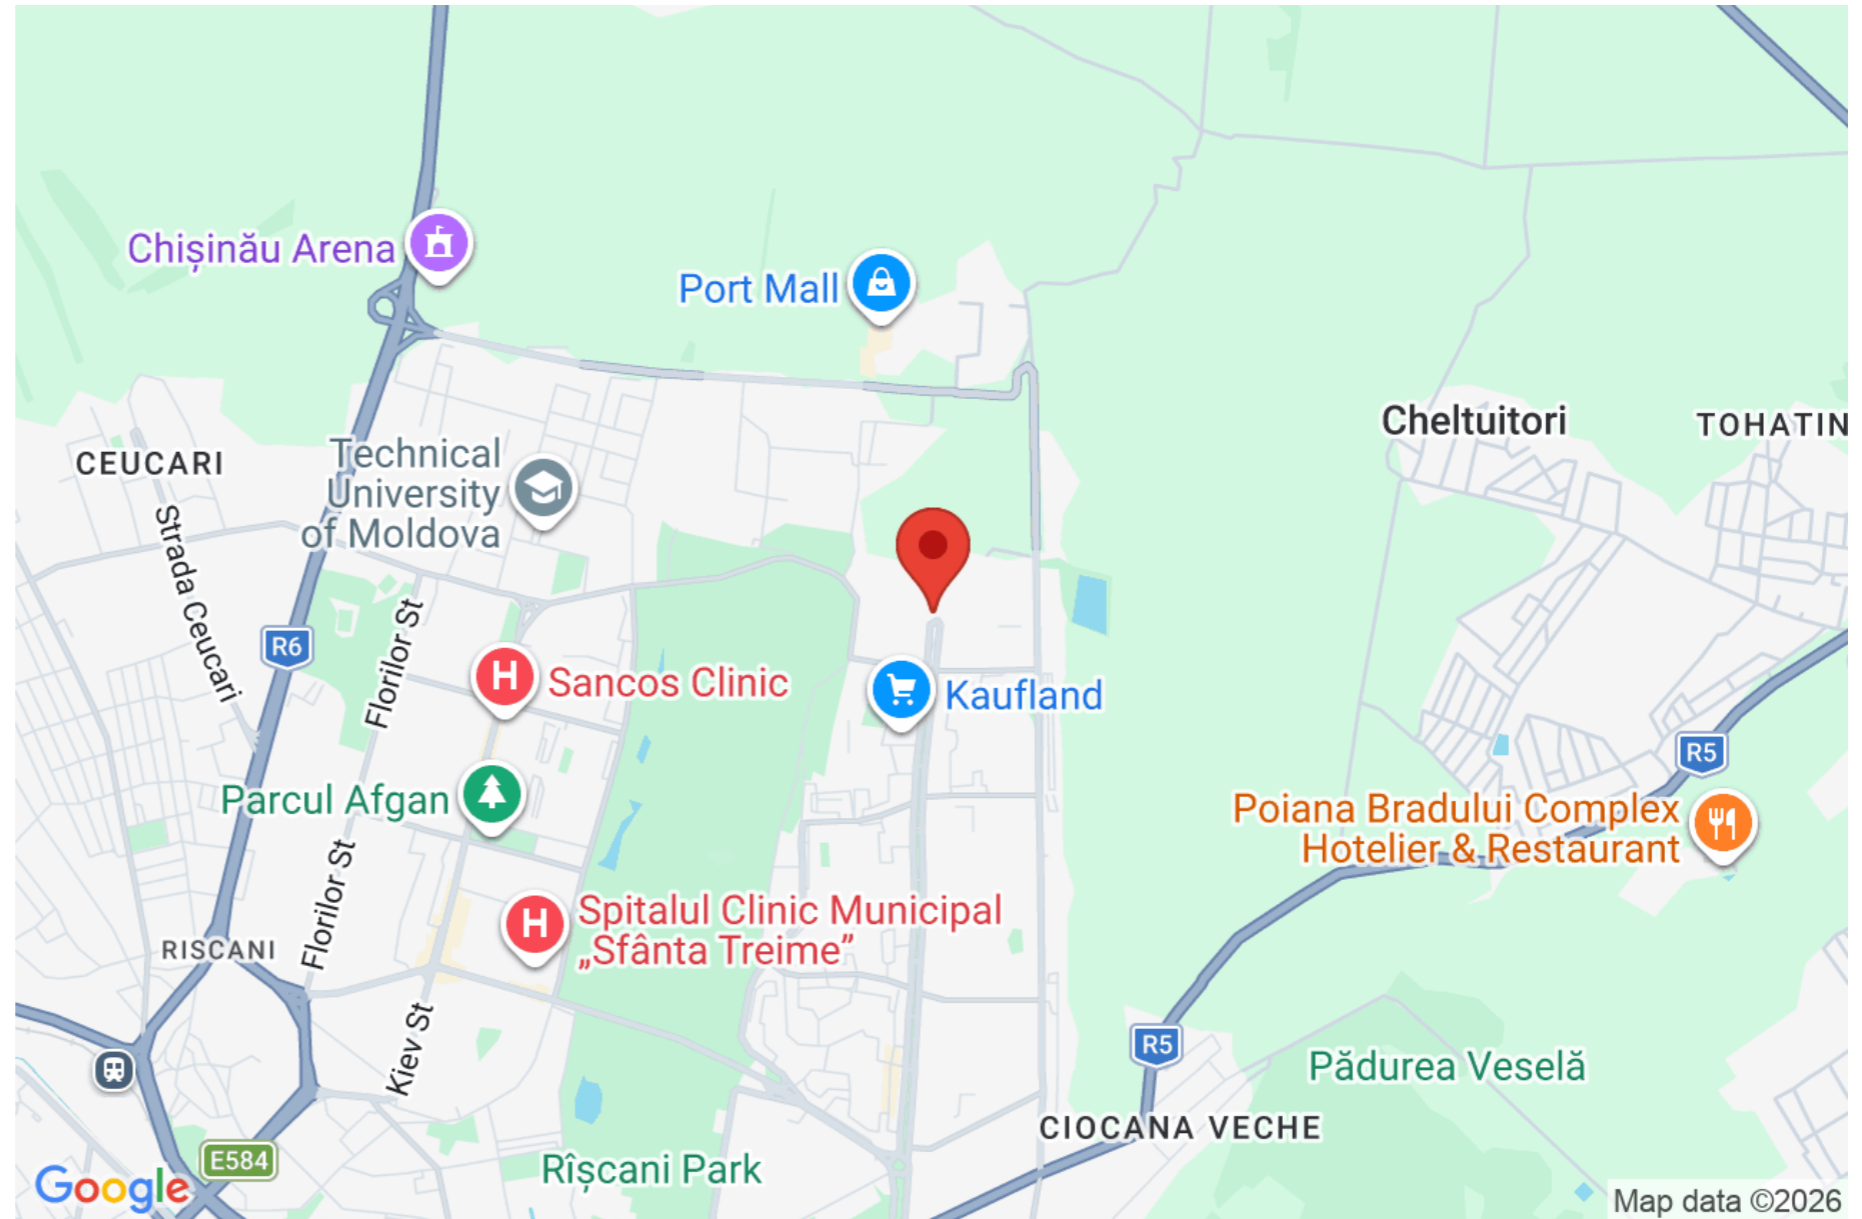 Chișinău Arena
Port Mall
Cheltuitori
TOHATIN
CEUCARI
Technical
University
of Moldova
Strada Ceucari
Florilor St
R6
H
Sancos Clinic
Kaufland
R5
Parcul Afgan
Poiana Bradului Complex
Hotelier & Restaurant
Florilor St
H
Spitalul Clinic Municipal
„Sfânta Treime”
RISCANI
Kiev St
R5
Pădurea Veselă
CIOCANA VECHE
E584
Rîșcani Park
Google
Map data ©2026